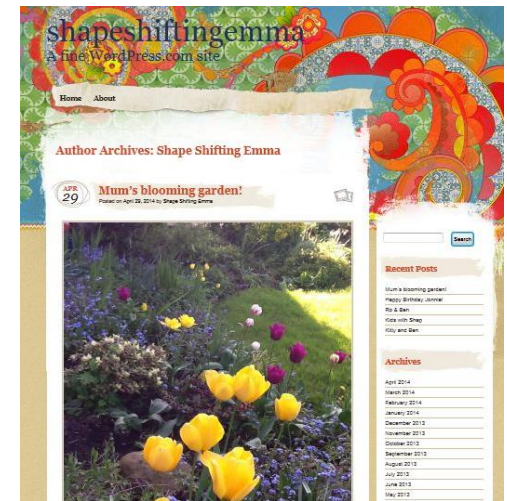 shapeshiftingemma
A fine WordPress.com site
Home About
Author Archives: Shape Shifting Emma
APR
29
Mum's blooming garden!
Posted on April 29, 2014 by Shape Shifting Emma
Search
Recent Posts
Mum's blooming garden!
Happy Birthday Jonnie!
Ro & Ben
Kids with Shep
Kitty and Ben
Archives
April 2014
March 2014
February 2014
January 2014
December 2013
November 2013
October 2013
September 2013
August 2013
July 2013
June 2013
May 2013